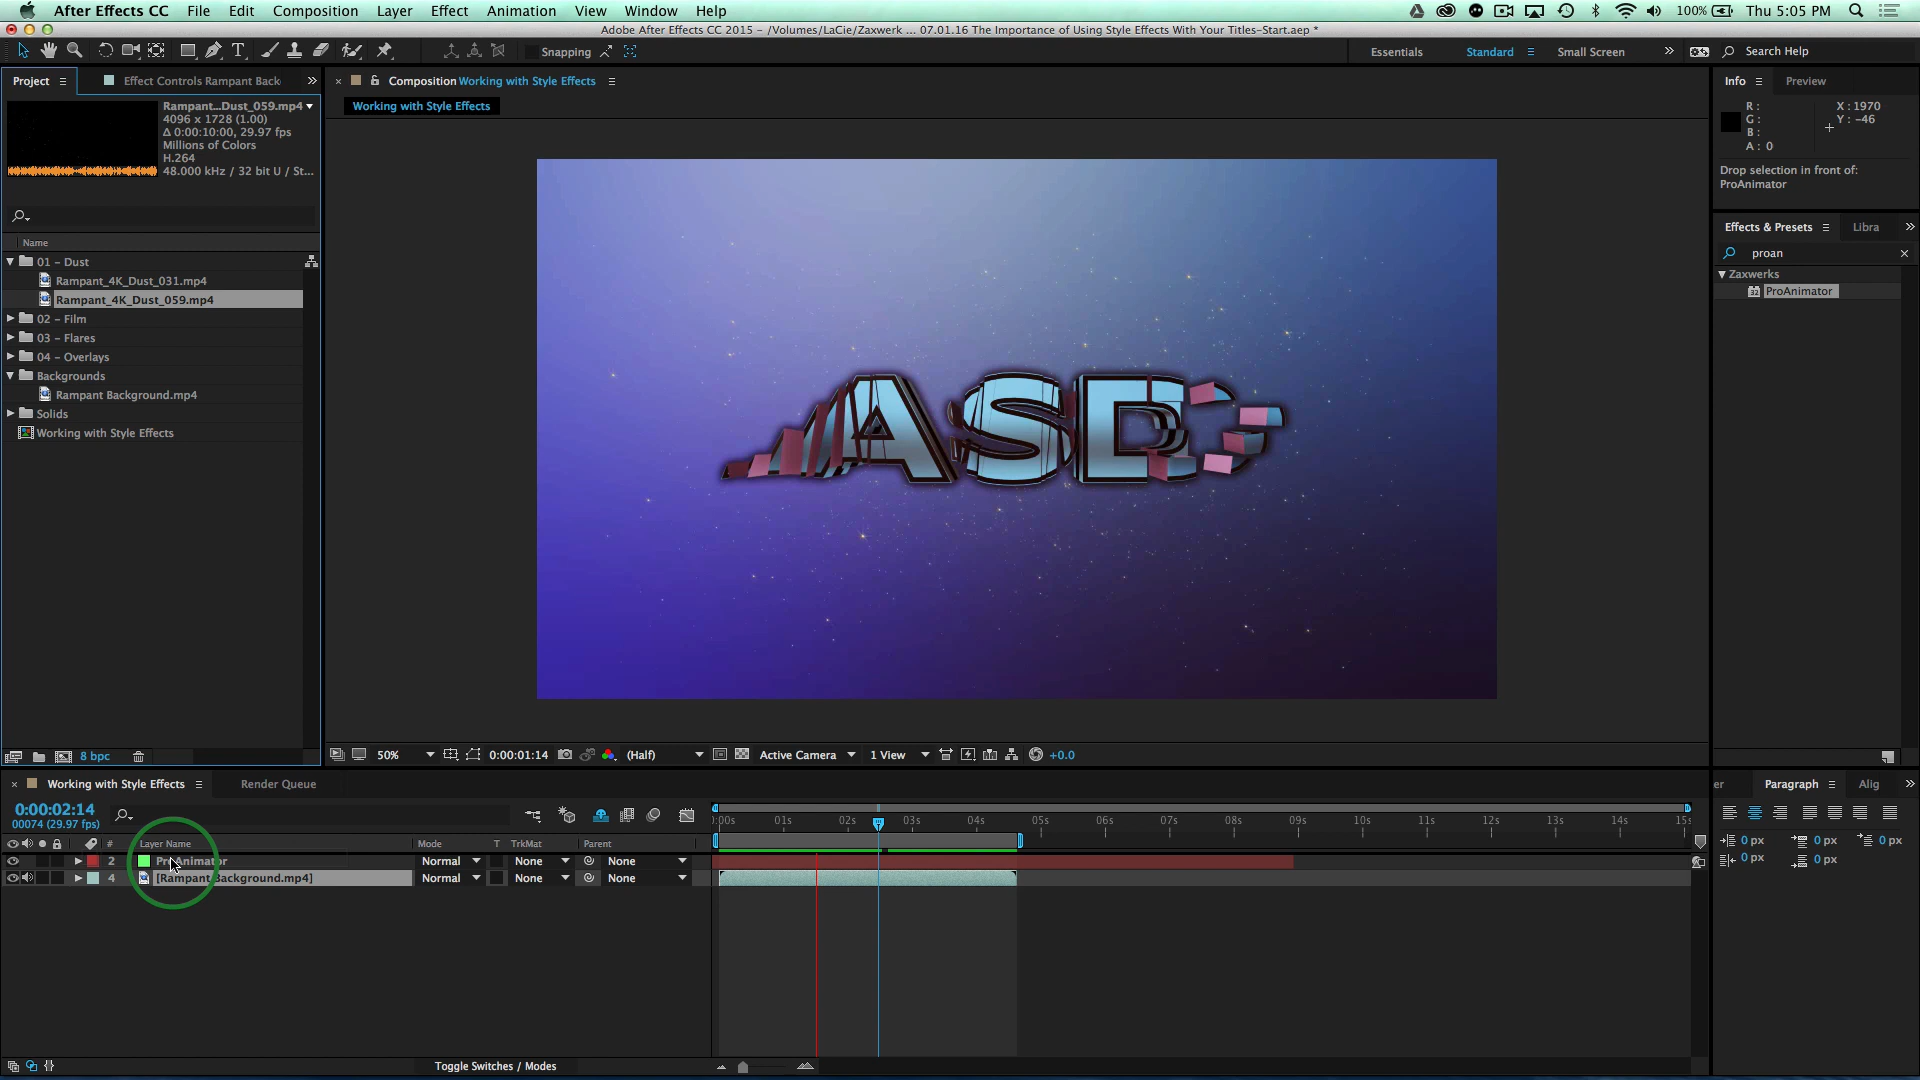 After Effects CC File Edit Composition Layer Effect Animation View Window Help 100% Thu 5:05 PM
Adobe After Effects CC 2015 - /Volumes/LaCie/Zaxwerk ... 07.01.16 The Importance of Using Style Effects With Your Titles-Start.aep *
Snapping Essentials Standard Small Screen Search Help
Project Effect Controls Rampant Back Composition Working with Style Effects Info Preview
Working with Style Effects
Rampant...Dust_059.mp4
4096 x 1728 (1.00)
Δ 0:00:10:00, 29.97 fps
Millions of Colors
H.264
48.000 kHz / 32 bit U / St...
R :
G :
B :
A : 0
X : 1970
Y : -46
Drop selection in front of:
ProAnimator
Effects & Presets Libra
proan
Zaxwerks
32 ProAnimator
Name
01 - Dust
Rampant_4K_Dust_031.mp4
Rampant_4K_Dust_059.mp4
02 - Film
03 - Flares
04 - Overlays
Backgrounds
Rampant Background.mp4
Solids
Working with Style Effects
8 bpc
50% 0:00:01:14 (Half) Active Camera 1 View +0.0
Working with Style Effects Render Queue
0:00:02:14
00074 (29.97 fps)
):00s 01s 02s 03s 04s 05s 06s 07s 08s 09s 10s 11s 12s 13s 14s 15s
# Layer Name Mode T TrkMat Parent
2 ProAnimator Normal None None
4 [Rampant Background.mp4] Normal None None
Toggle Switches / Modes
er Paragraph Alig
0 px 0 px 0 px
0 px 0 px